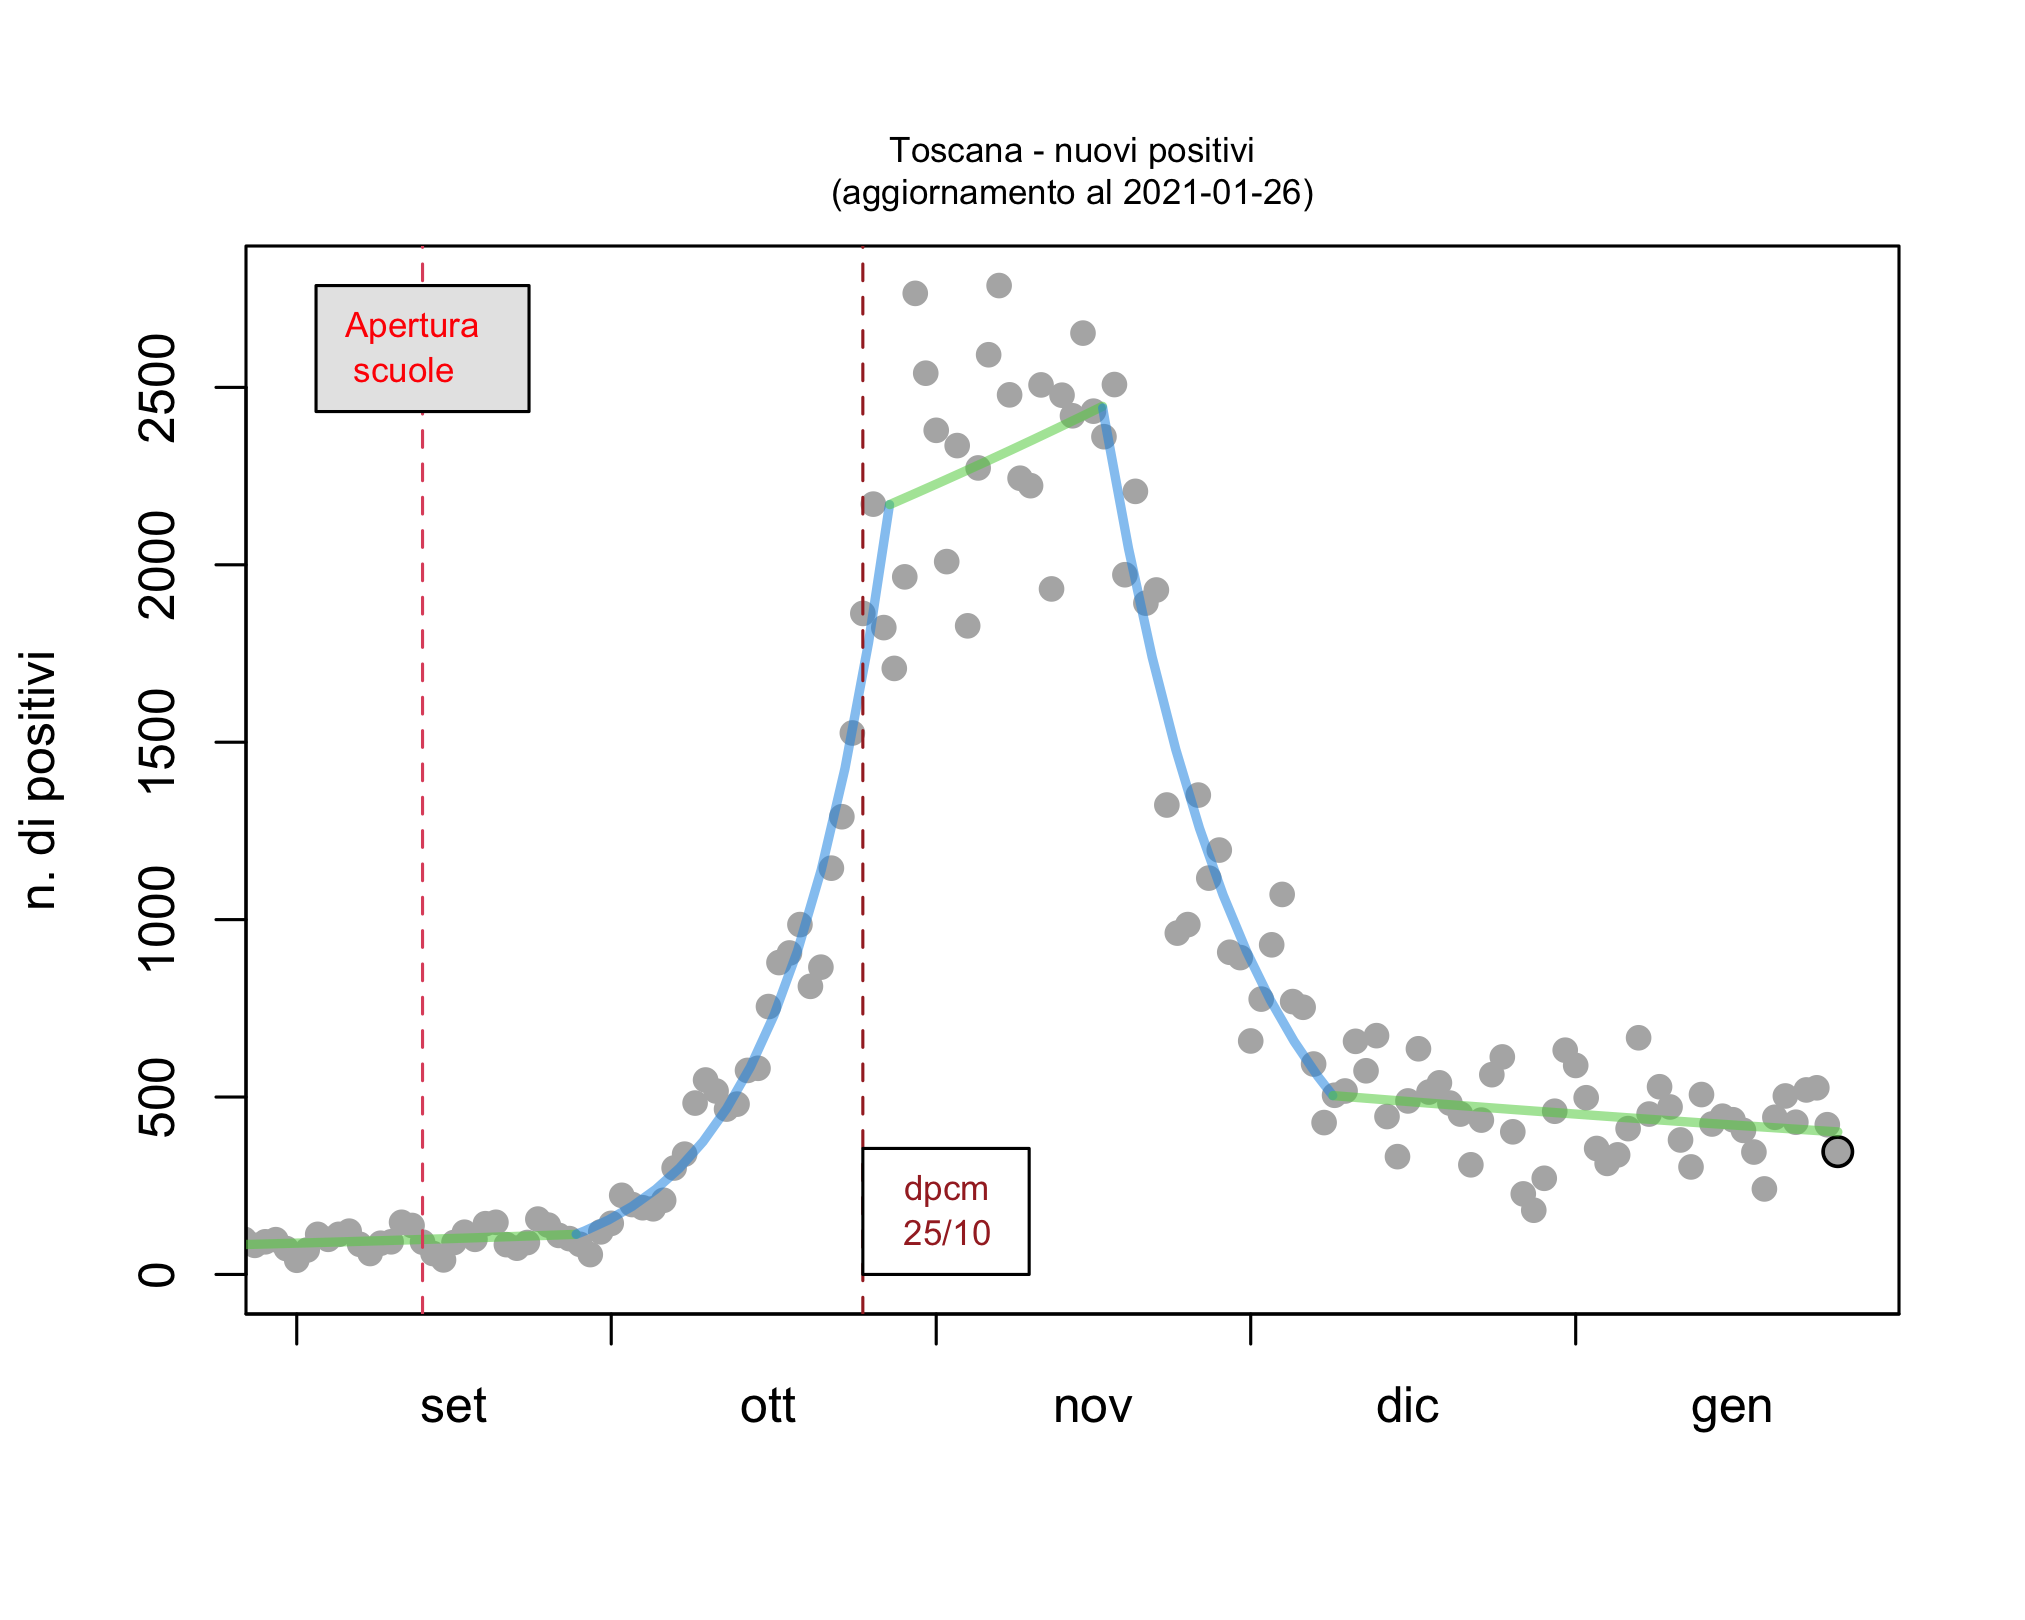 Toscana - nuovi positivi
(aggiornamento al 2021-01-26)
Apertura
scuole
n. di positivi
2500
2000
1500
1000
500
0
dpcm
25/10
set ott nov dic gen